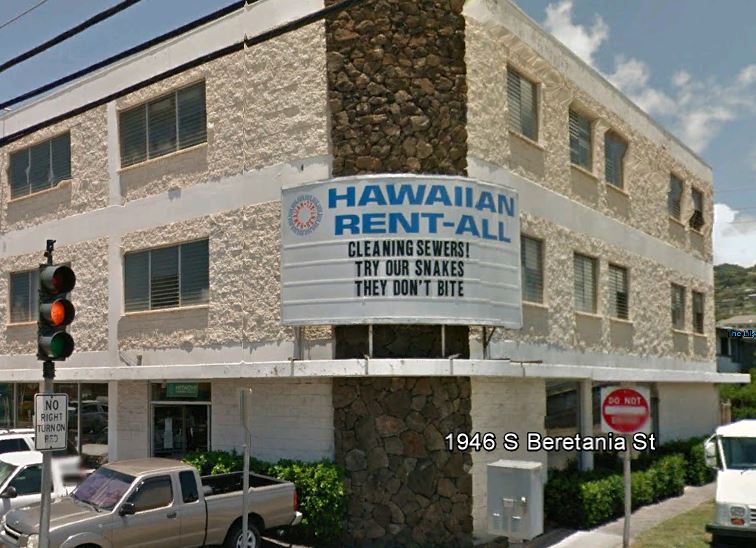 HAWAIIAN
RENT-ALL
CLEANING SEWERS!
TRY OUR SNAKES
THEY DON'T BITE
NO
RIGHT
TURN ON
RED
DO NOT
1946 S Beretania St